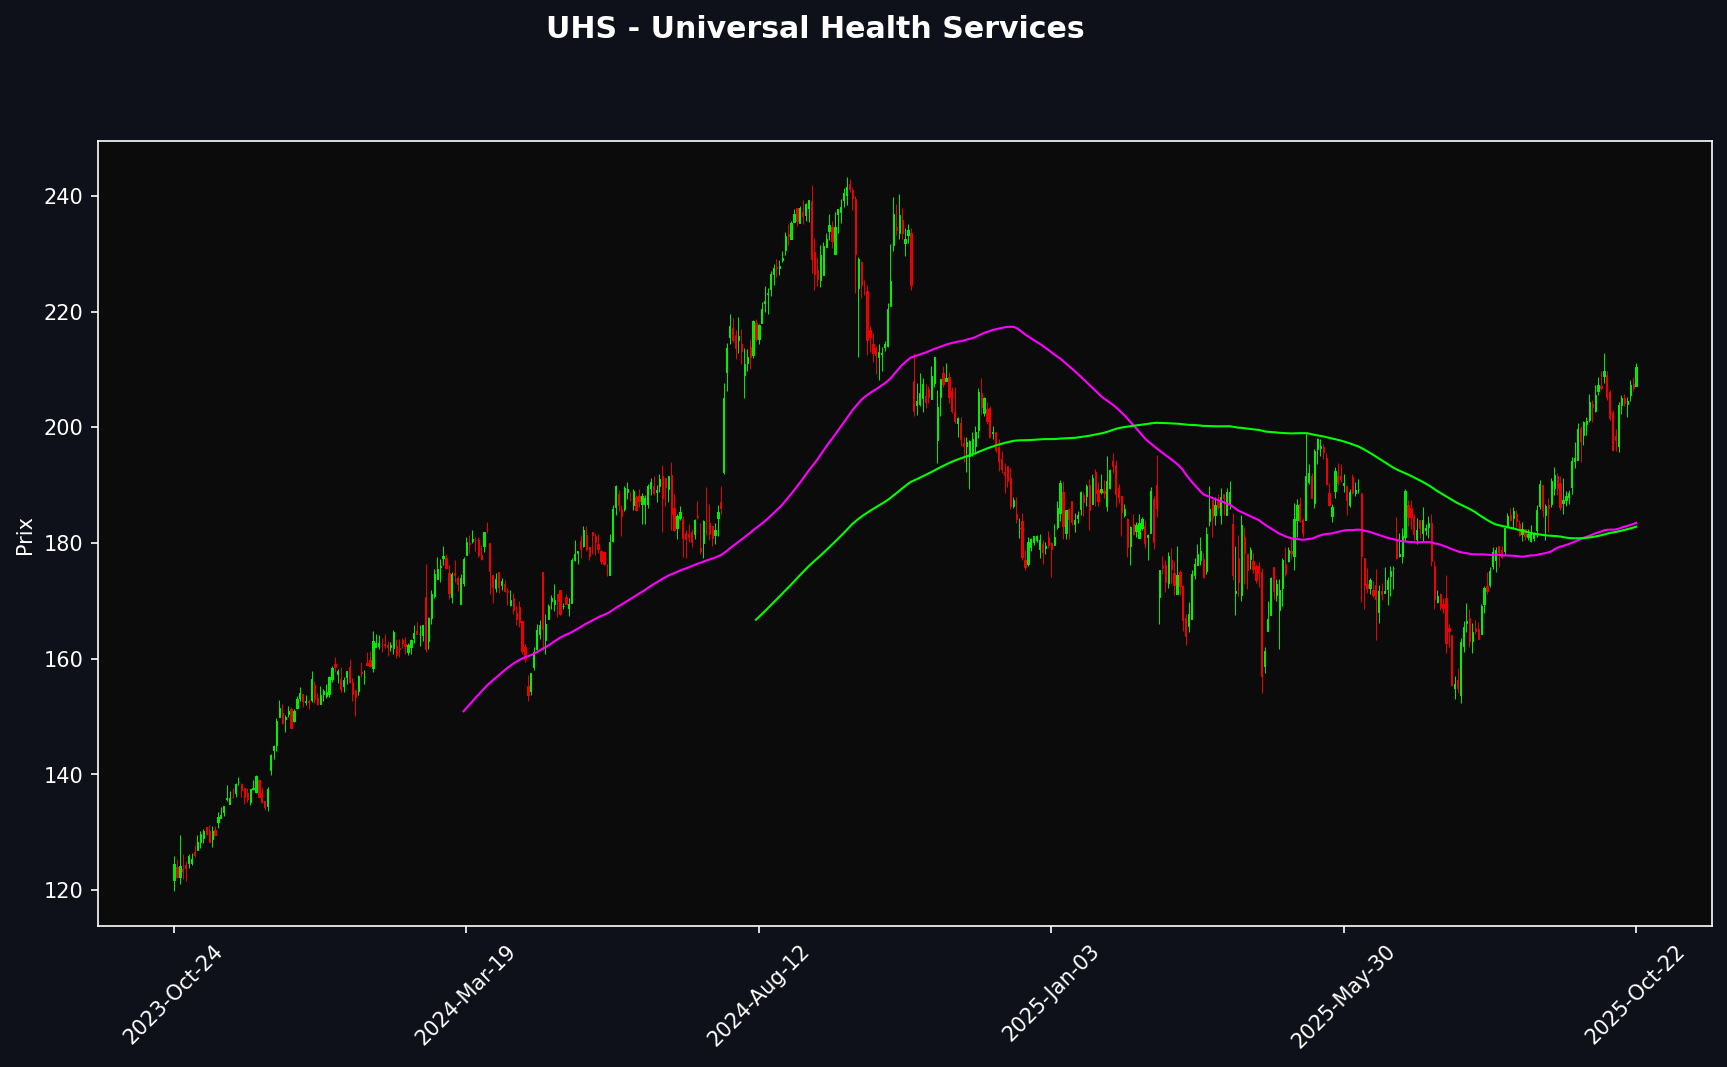 UHS - Universal Health Services
Prix
240
220
200
180
160
140
120
2023-Oct-24
2024-Mar-19
2024-Aug-12
2025-Jan-03
2025-May-30
2025-Oct-22